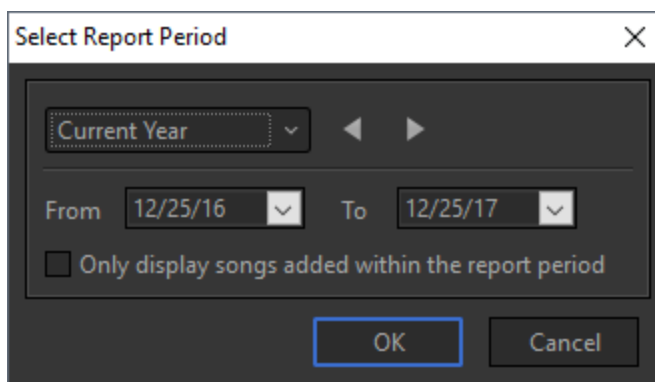 Select Report Period
Current Year
From 12/25/16 To 12/25/17
Only display songs added within the report period
OK Cancel